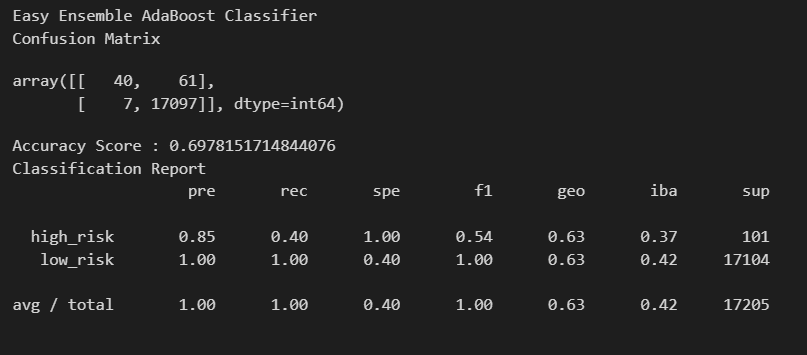 Easy Ensemble AdaBoost Classifier
Confusion Matrix
array([[   40,    61],
       [    7, 17097]], dtype=int64)
Accuracy Score : 0.6978151714844076
Classification Report
                   pre       rec       spe        f1       geo       iba       sup
  high_risk       0.85      0.40      1.00      0.54      0.63      0.37       101
   low_risk       1.00      1.00      0.40      1.00      0.63      0.42     17104
avg / total       1.00      1.00      0.40      1.00      0.63      0.42     17205